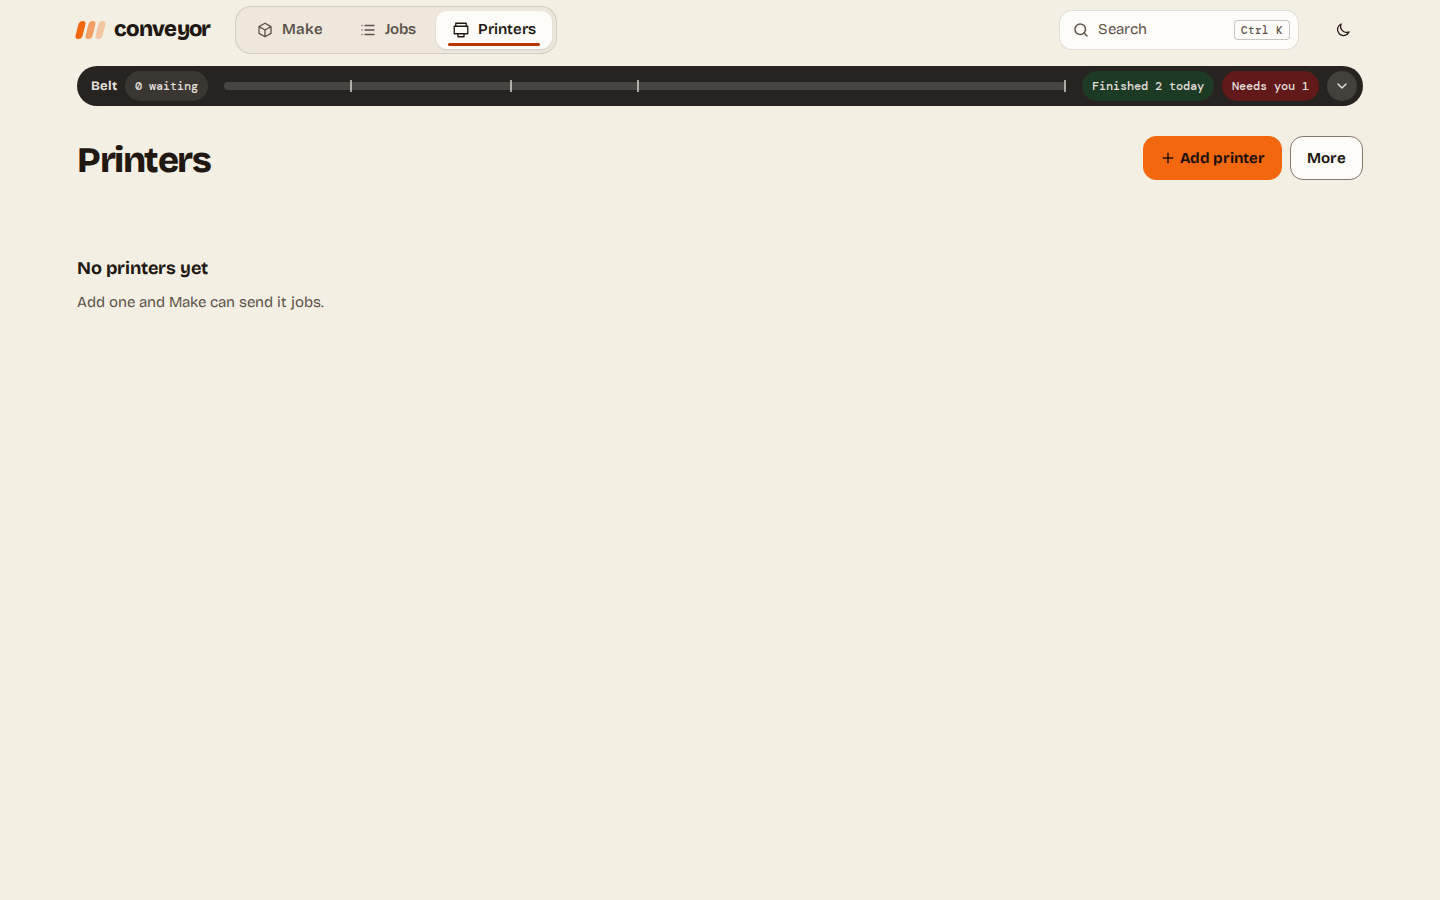 conveyor
Make
Jobs
Printers
Search
Ctrl K
Belt
0 waiting
Finished 2 today
Needs you 1
Printers
+ Add printer
More
No printers yet
Add one and Make can send it jobs.